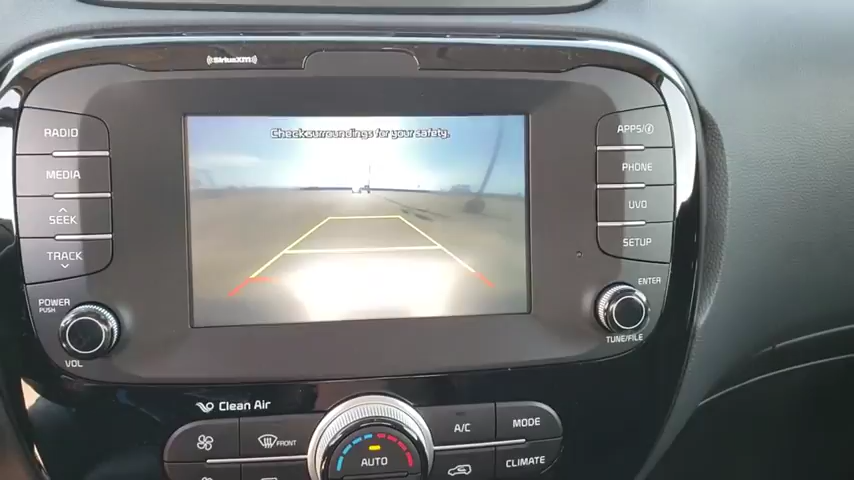 SiriusXM
Check surroundings for your safety.
RADIO
MEDIA
SEEK
TRACK
POWER
PUSH
VOL
APPS/i
PHONE
UVO
SETUP
ENTER
TUNE/FILE
Clean Air
FRONT
AUTO
A/C
MODE
CLIMATE